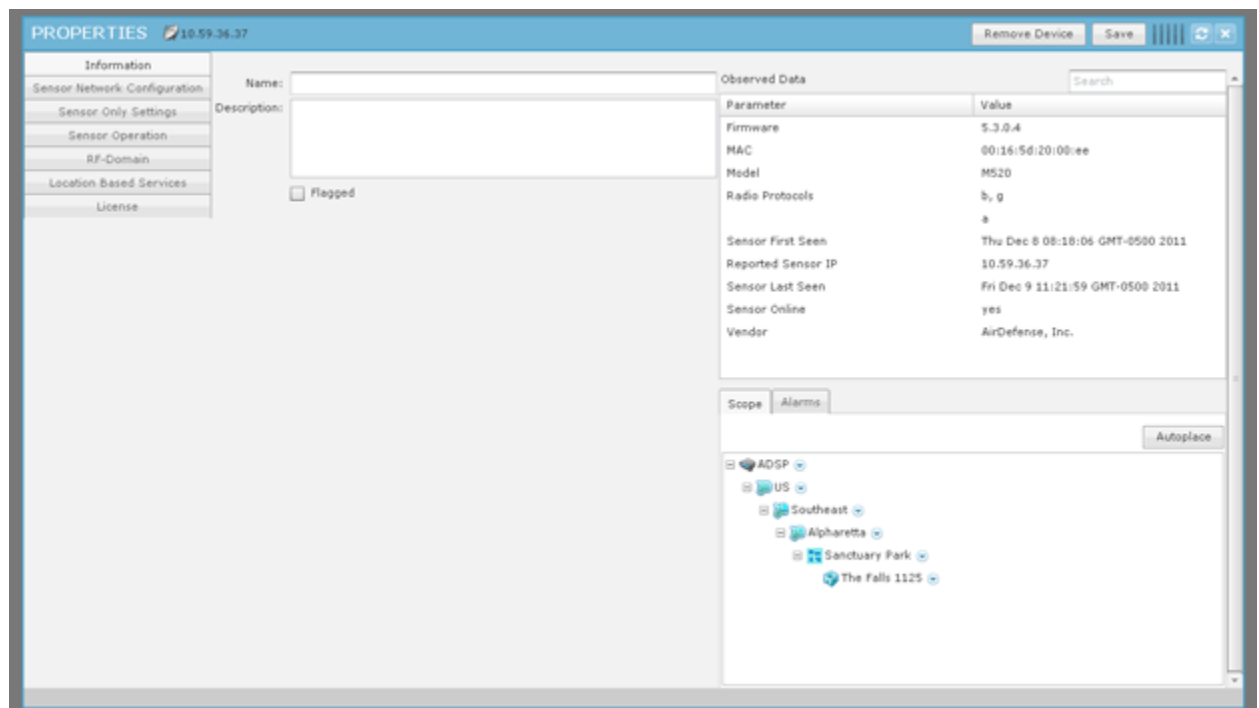 PROPERTIES 10.59.36.37 Remove Device Save
Information
Sensor Network Configuration
Sensor Only Settings
Sensor Operation
RF-Domain
Location Based Services
License
Name:
Description:
Flagged
Observed Data Search
Parameter Value
Firmware 5.3.0.4
MAC 00:16:5d:20:00:ee
Model M520
Radio Protocols b, g
a
Sensor First Seen Thu Dec 8 08:18:06 GMT-0500 2011
Reported Sensor IP 10.59.36.37
Sensor Last Seen Fri Dec 9 11:21:59 GMT-0500 2011
Sensor Online yes
Vendor AirDefense, Inc.
Scope Alarms
Autoplace
ADSP
US
Southeast
Alpharetta
Sanctuary Park
The Falls 1125